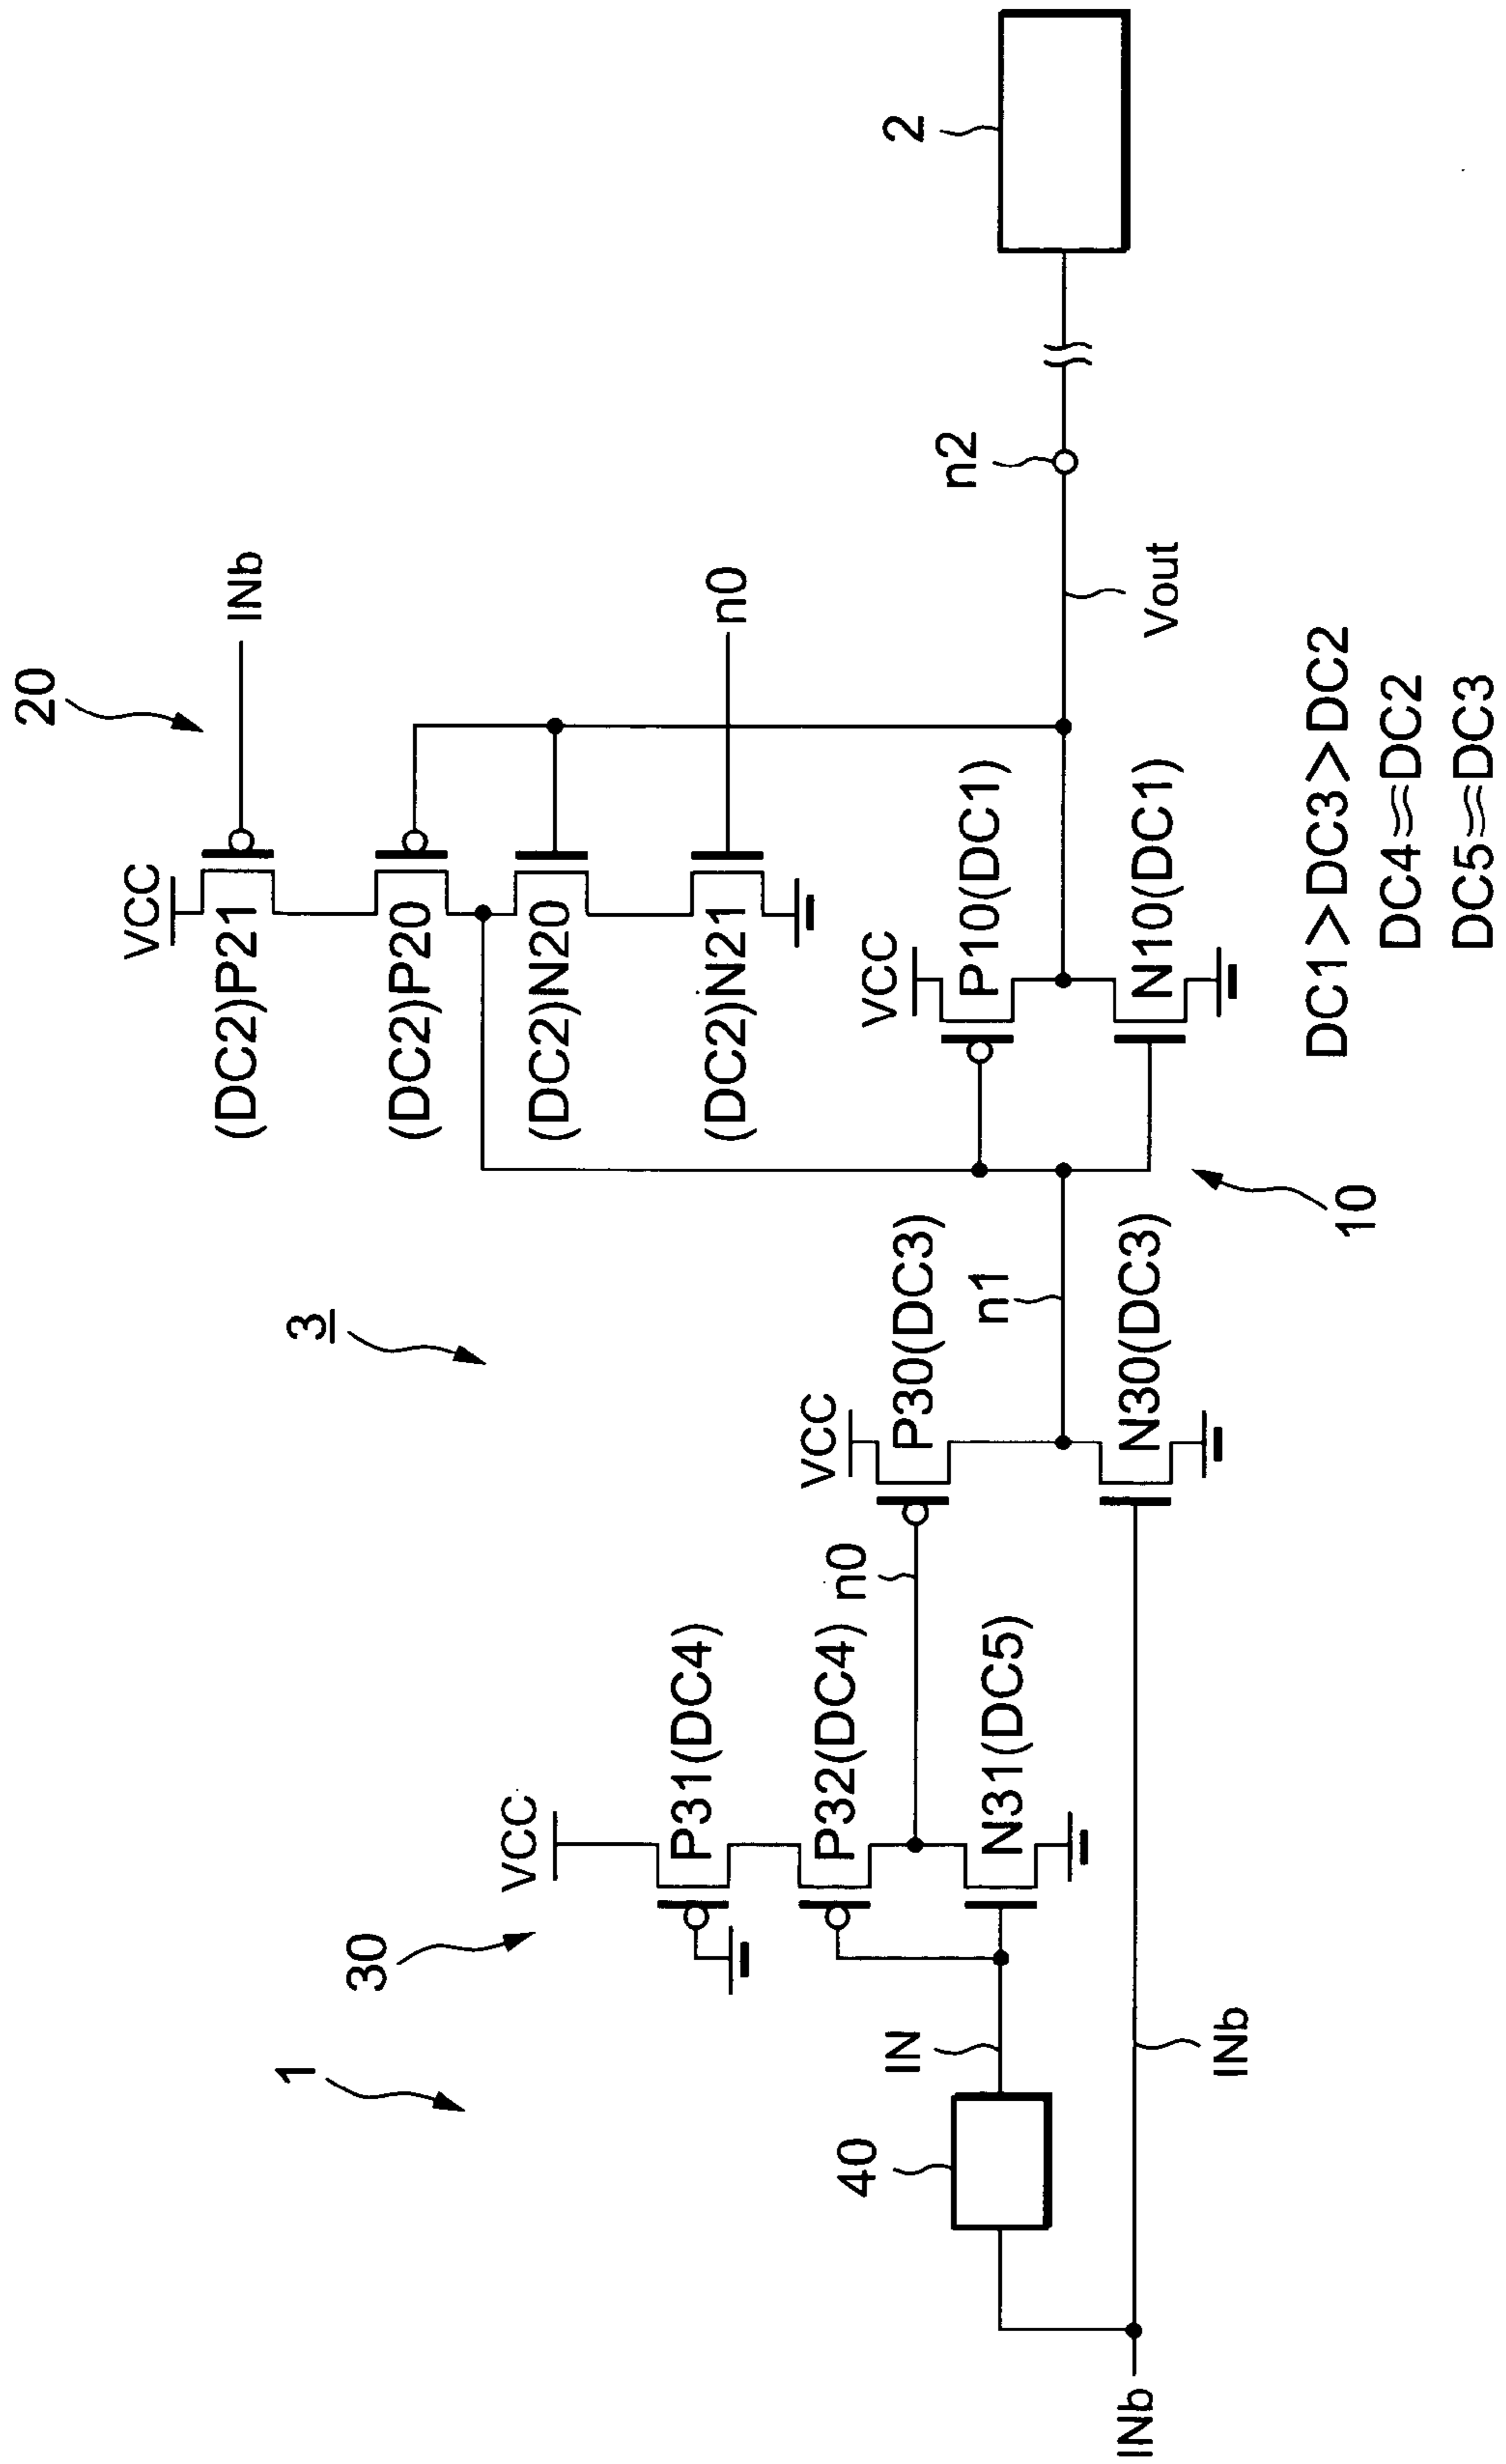 1
30
3
20
VCC
P31(DC4)
P32(DC4)
N31(DC5)
40
IN
INb
INb
n0
VCC
P30(DC3)
N30(DC3)
n1
10
VCC
(DC2)P21
(DC2)P20
(DC2)N20
(DC2)N21
INb
n0
VCC
P10(DC1)
N10(DC1)
Vout
n2
2
DC1>DC3>DC2
DC4≈DC2
DC5≈DC3